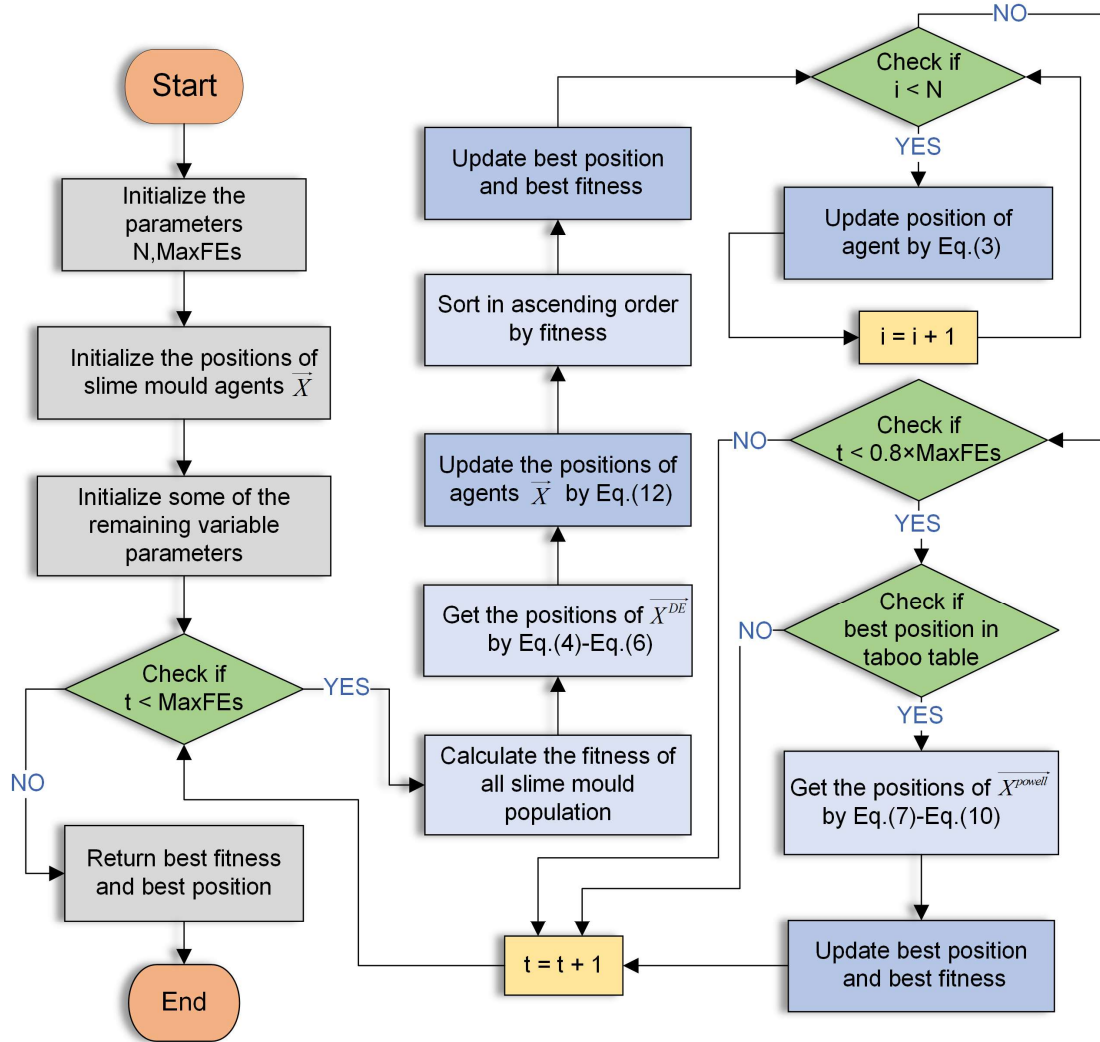 Start
Initialize the
parameters
N,MaxFEs
Initialize the positions of
slime mould agents X
Initialize some of the
remaining variable
parameters
Check if
t < MaxFEs
YES
NO
Return best fitness
and best position
End
Calculate the fitness of
all slime mould
population
Get the positions of X^DE
by Eq.(4)-Eq.(6)
Update the positions of
agents X by Eq.(12)
Sort in ascending order
by fitness
Update best position
and best fitness
Check if
i < N
NO
YES
Update position of
agent by Eq.(3)
i = i + 1
Check if
t < 0.8×MaxFEs
NO
YES
Check if
best position in
taboo table
NO
YES
Get the positions of X^powell
by Eq.(7)-Eq.(10)
Update best position
and best fitness
t = t + 1